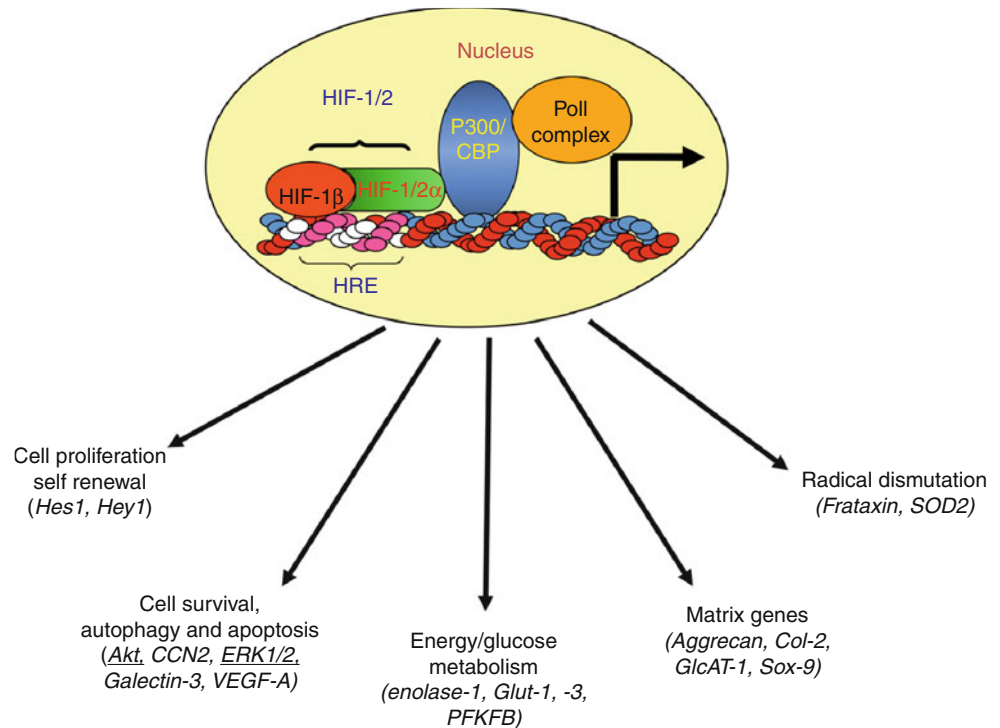 Nucleus
HIF-1/2
P300/
CBP
Poll
complex
HIF-1β
HIF-1/2α
HRE
Cell proliferation
self renewal
(Hes1, Hey1)
Cell survival,
autophagy and apoptosis
(Akt, CCN2, ERK1/2,
Galectin-3, VEGF-A)
Energy/glucose
metabolism
(enolase-1, Glut-1, -3,
PFKFB)
Matrix genes
(Aggrecan, Col-2,
GlcAT-1, Sox-9)
Radical dismutation
(Frataxin, SOD2)